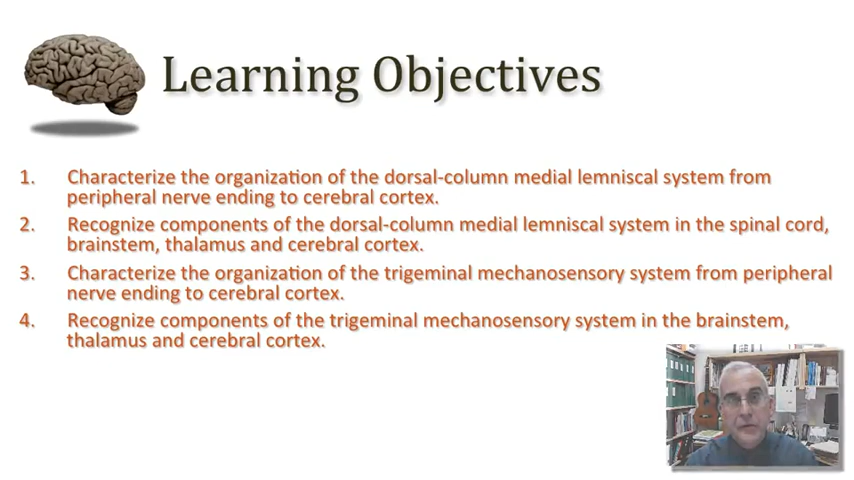 Learning Objectives
1. Characterize the organization of the dorsal-column medial lemniscal system from
peripheral nerve ending to cerebral cortex.
2. Recognize components of the dorsal-column medial lemniscal system in the spinal cord,
brainstem, thalamus and cerebral cortex.
3. Characterize the organization of the trigeminal mechanosensory system from peripheral
nerve ending to cerebral cortex.
4. Recognize components of the trigeminal mechanosensory system in the brainstem,
thalamus and cerebral cortex.